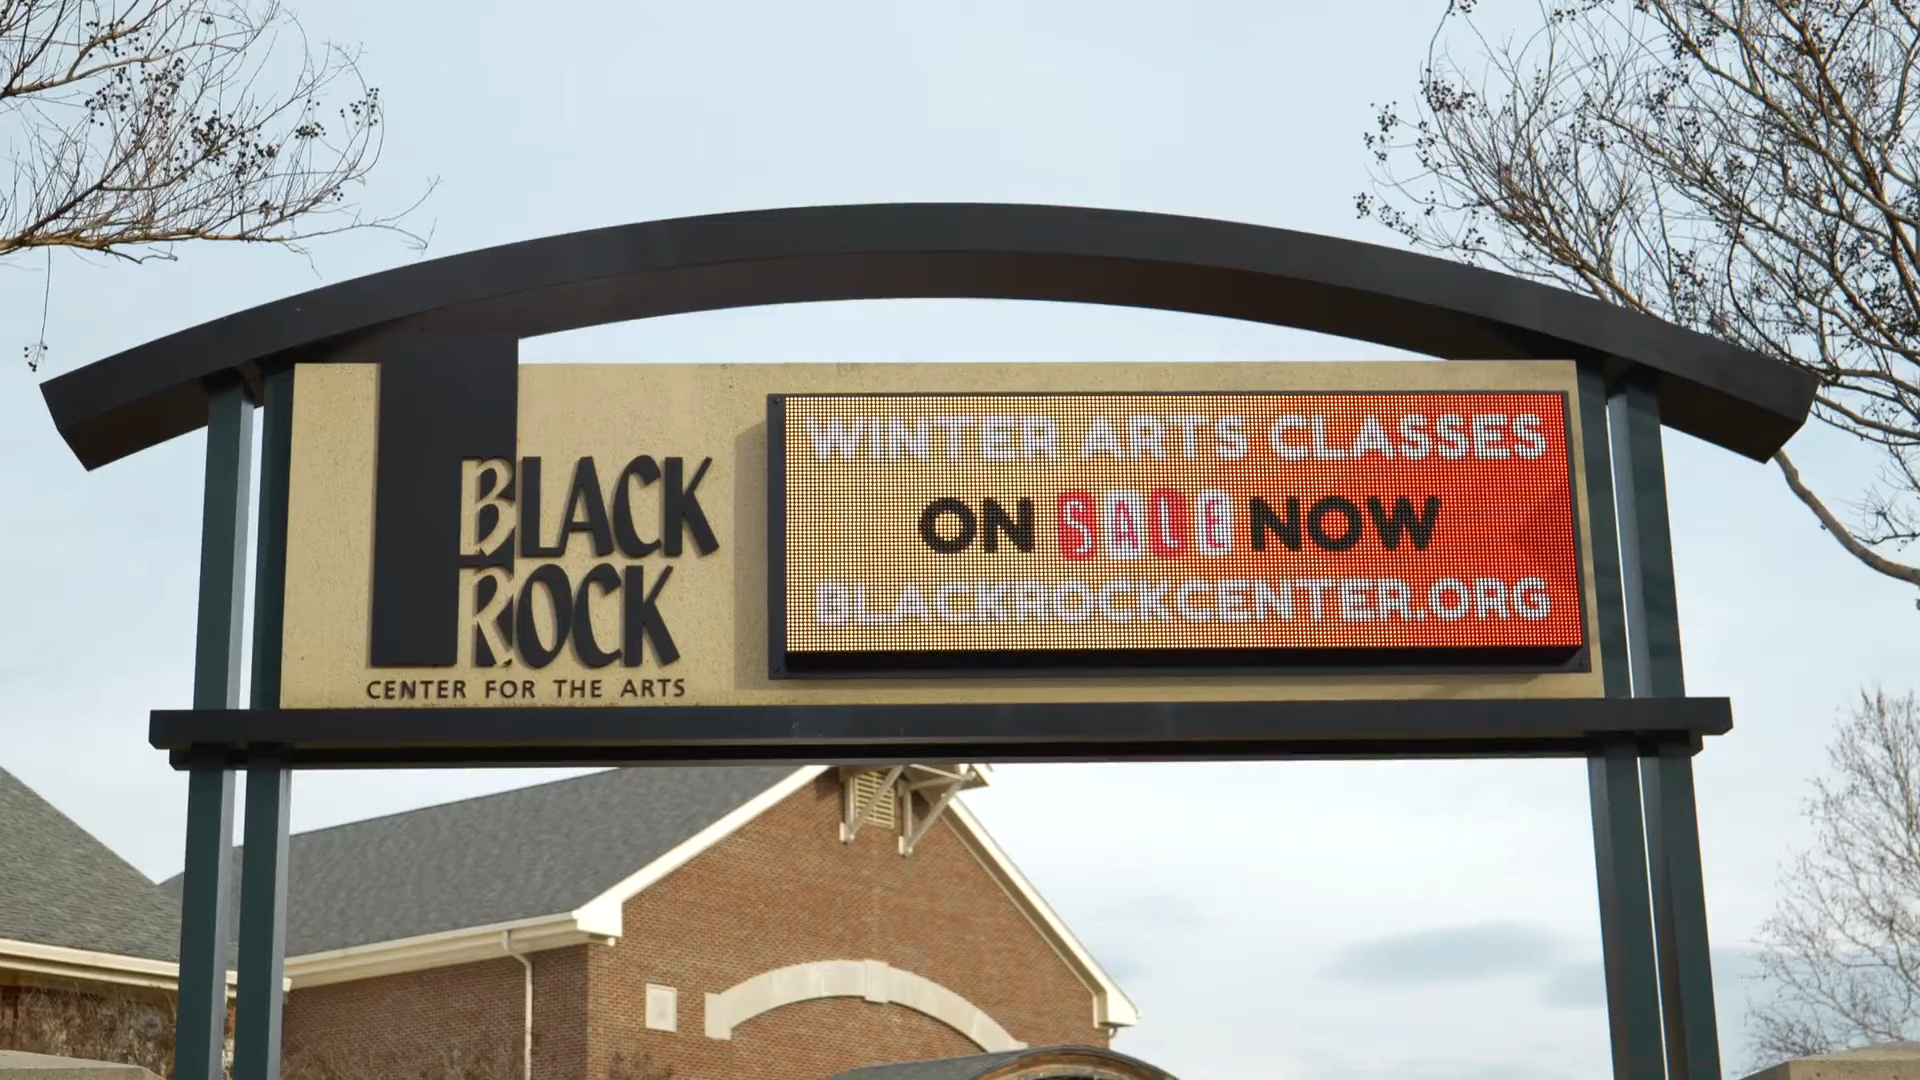 BLACK
ROCK
CENTER FOR THE ARTS
WINTER ARTS CLASSES
ON SALE NOW
BLACKROCKCENTER.ORG